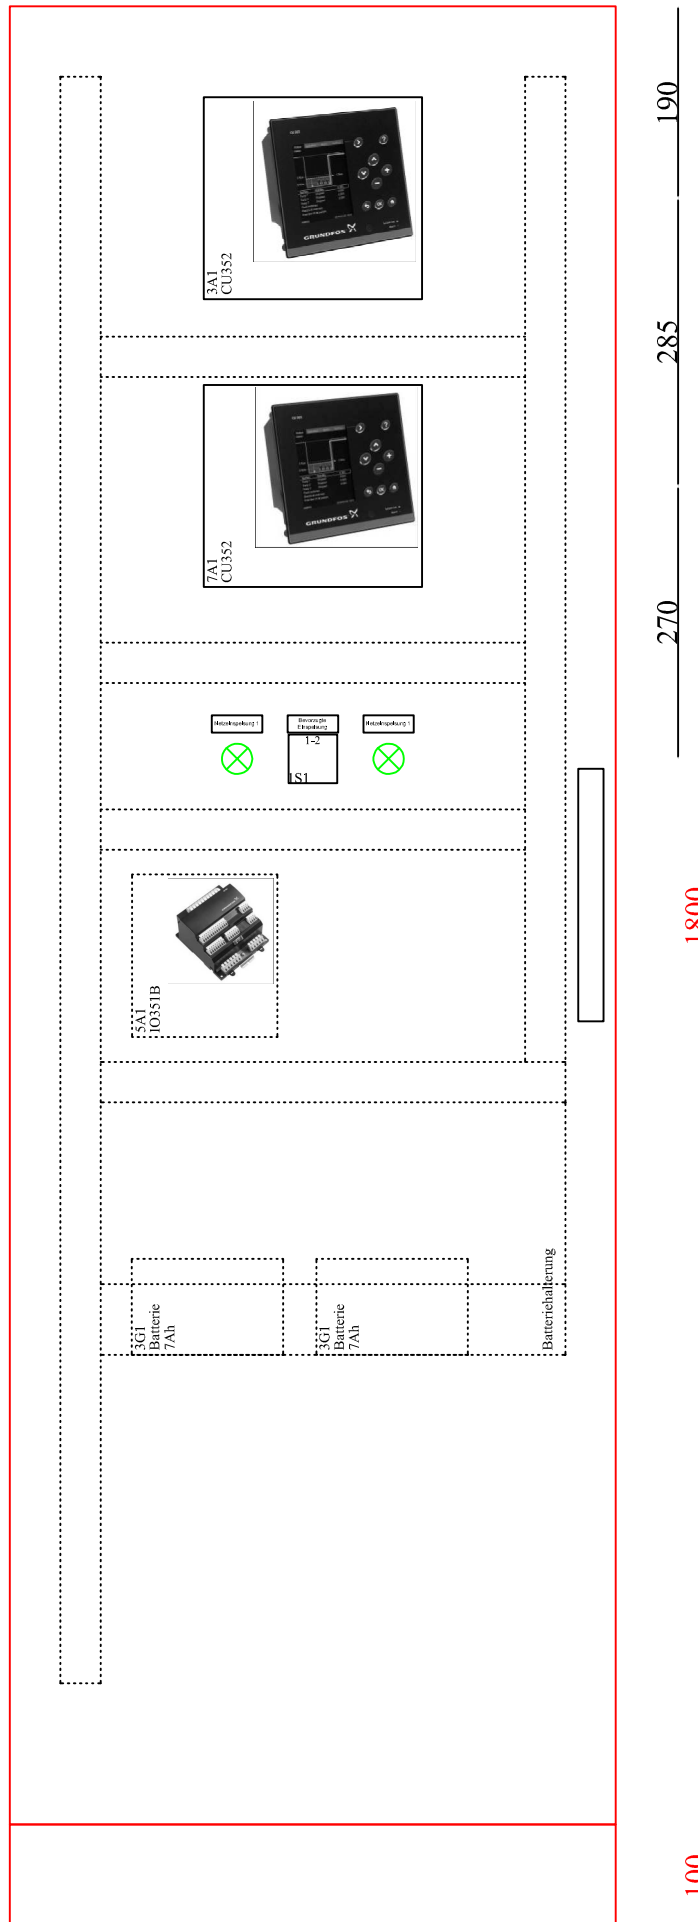 190
GRUNDFOS
3A1
CU352
285
GRUNDFOS
7A1
CU352
270
Netzeinspeisung 1
Bevorzugte
Einspeisung
Netzeinspeisung 1
1-2
1S1
1800
5A1
IO351B
3G1
Batterie
7Ah
3G1
Batterie
7Ah
Batteriehalterung
100